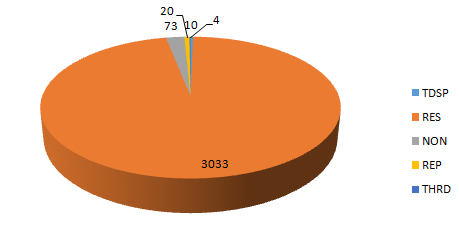 20
73 10 4
3033
TDSP
RES
NON
REP
THRD